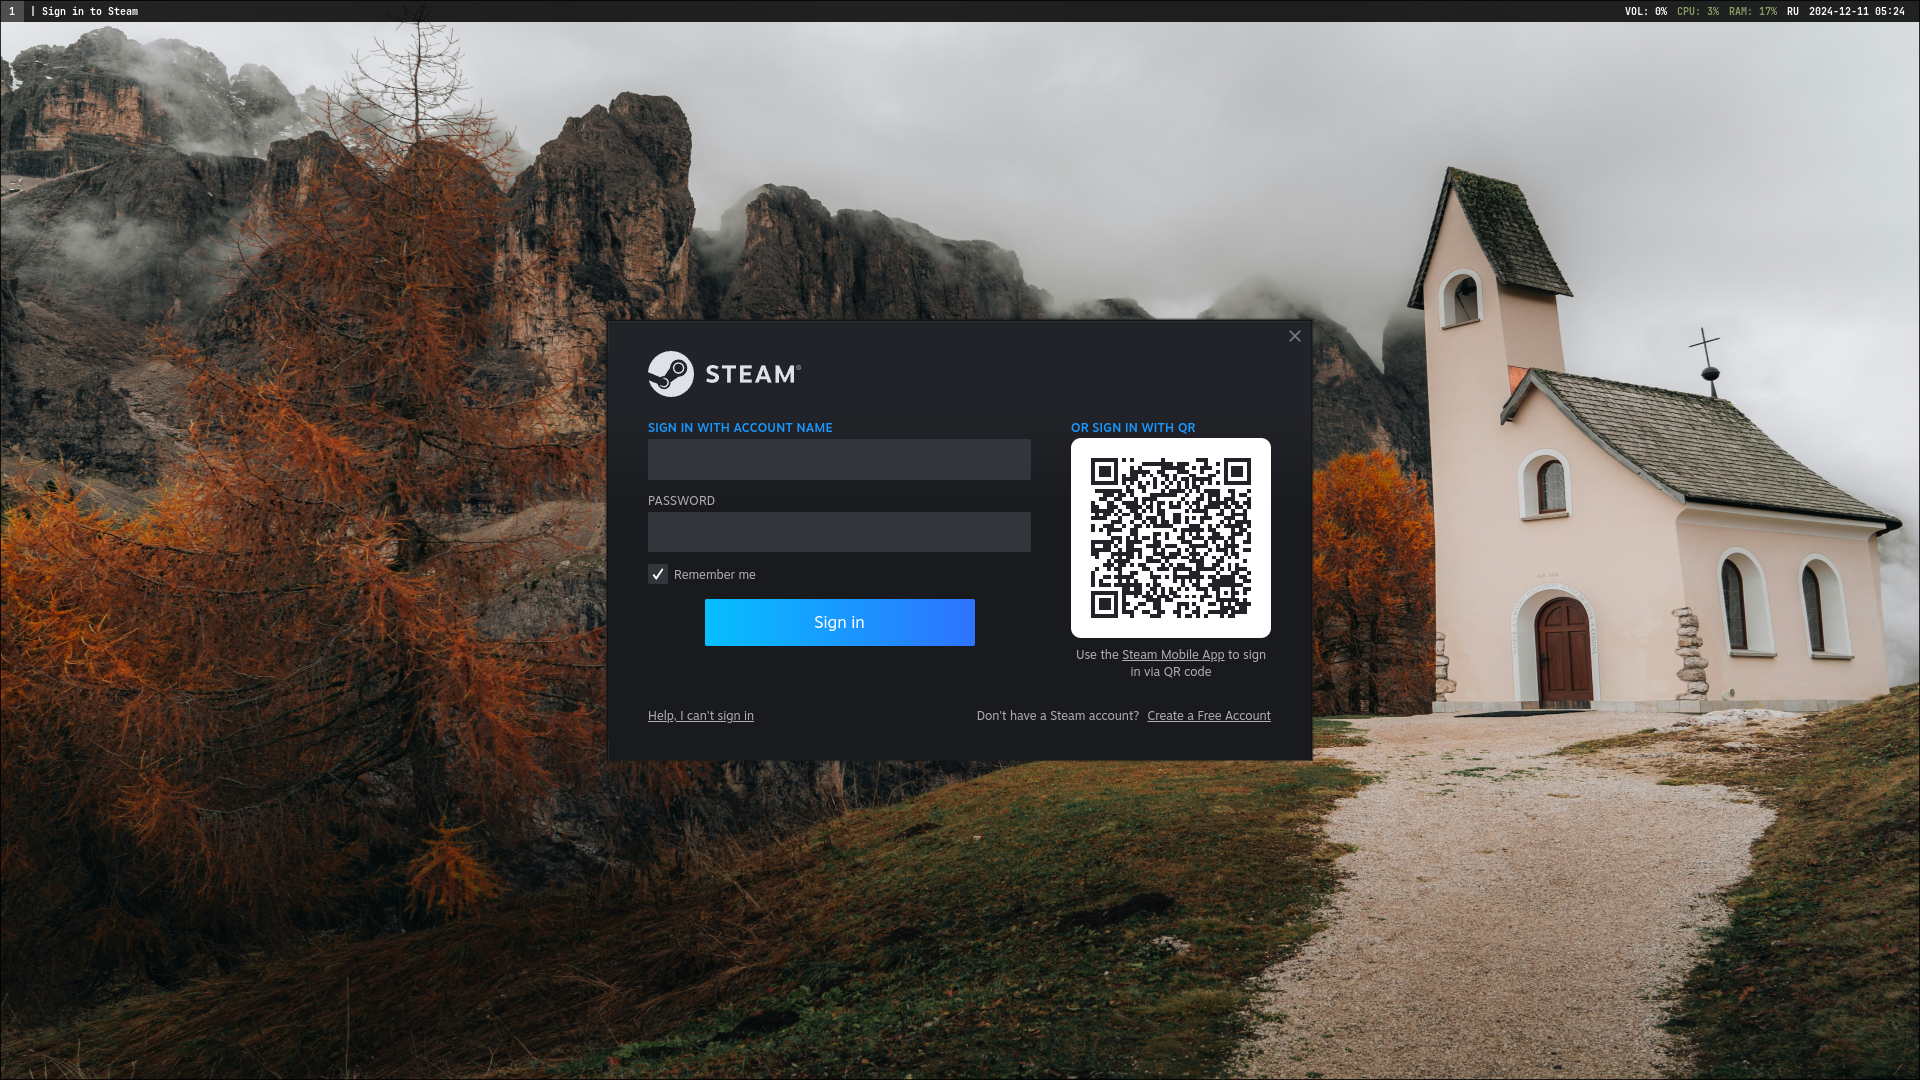 1 | Sign in to Steam
VOL: 0% CPU: 3% RAM: 17% RU 2024-12-11 05:24
STEAM®
SIGN IN WITH ACCOUNT NAME
OR SIGN IN WITH QR
PASSWORD
Remember me
Sign in
Use the Steam Mobile App to sign
in via QR code
Help, I can't sign in
Don't have a Steam account? Create a Free Account